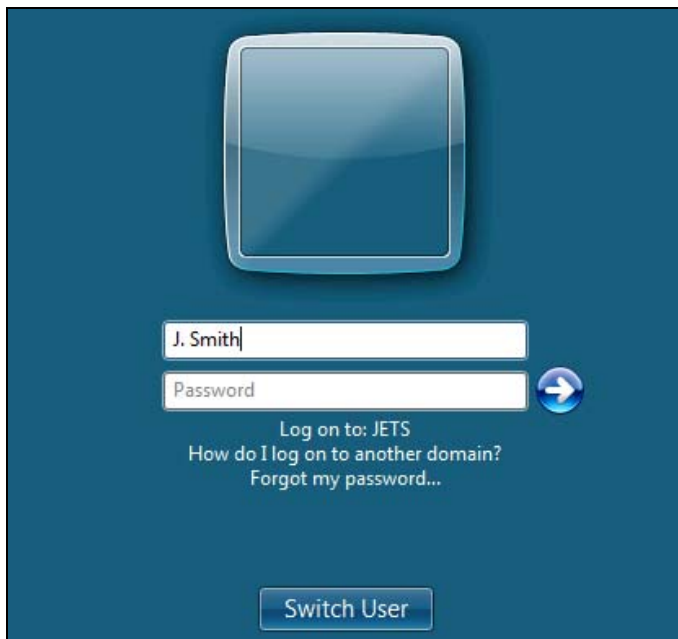 J. Smith
Password
Log on to: JETS
How do I log on to another domain?
Forgot my password...
Switch User